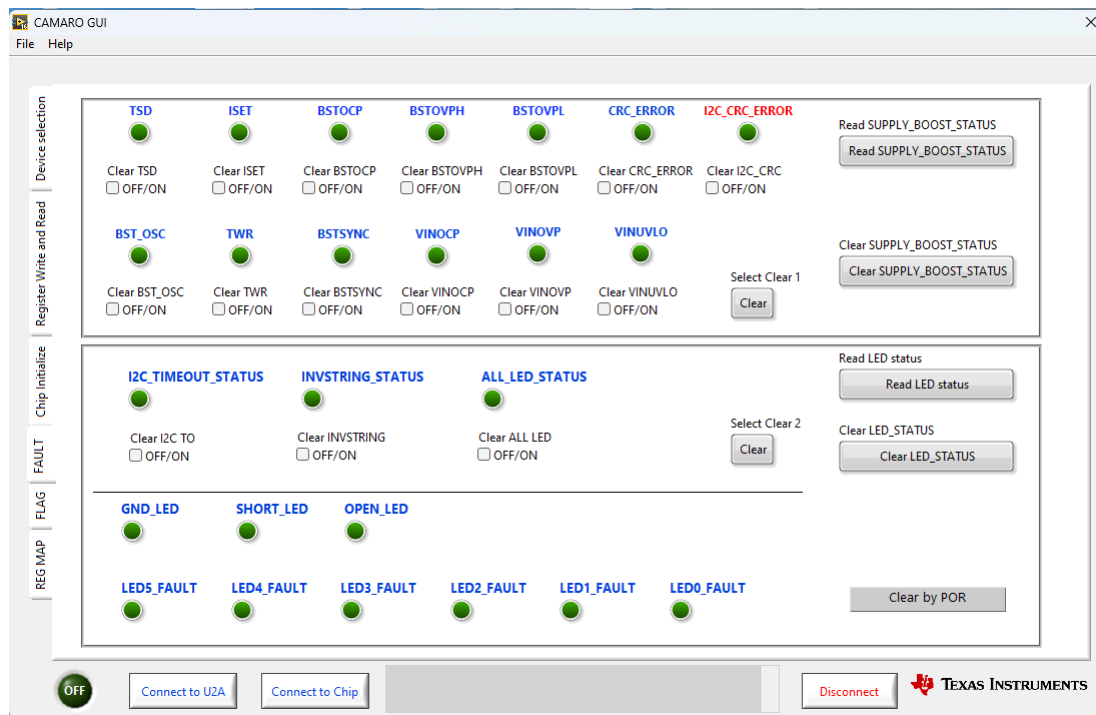 CAMARO GUI
File Help
Device selection
Register Write and Read
Chip Initialize
FAULT
FLAG
REG MAP
TSD ISET BSTOCP BSTOVPH BSTOVPL CRC_ERROR I2C_CRC_ERROR
Clear TSD Clear ISET Clear BSTOCP Clear BSTOVPH Clear BSTOVPL Clear CRC_ERROR Clear I2C_CRC
OFF/ON OFF/ON OFF/ON OFF/ON OFF/ON OFF/ON OFF/ON
Read SUPPLY_BOOST_STATUS
Read SUPPLY_BOOST_STATUS
BST_OSC TWR BSTSYNC VINOCP VINOVP VINUVLO
Clear BST_OSC Clear TWR Clear BSTSYNC Clear VINOCP Clear VINOVP Clear VINUVLO
OFF/ON OFF/ON OFF/ON OFF/ON OFF/ON OFF/ON
Select Clear 1
Clear
Clear SUPPLY_BOOST_STATUS
Clear SUPPLY_BOOST_STATUS
I2C_TIMEOUT_STATUS INVSTRING_STATUS ALL_LED_STATUS
Clear I2C TO Clear INVSTRING Clear ALL LED
OFF/ON OFF/ON OFF/ON
Select Clear 2
Clear
Read LED status
Read LED status
Clear LED_STATUS
Clear LED_STATUS
GND_LED SHORT_LED OPEN_LED
LED5_FAULT LED4_FAULT LED3_FAULT LED2_FAULT LED1_FAULT LED0_FAULT
Clear by POR
OFF
Connect to U2A
Connect to Chip
Disconnect
TEXAS INSTRUMENTS